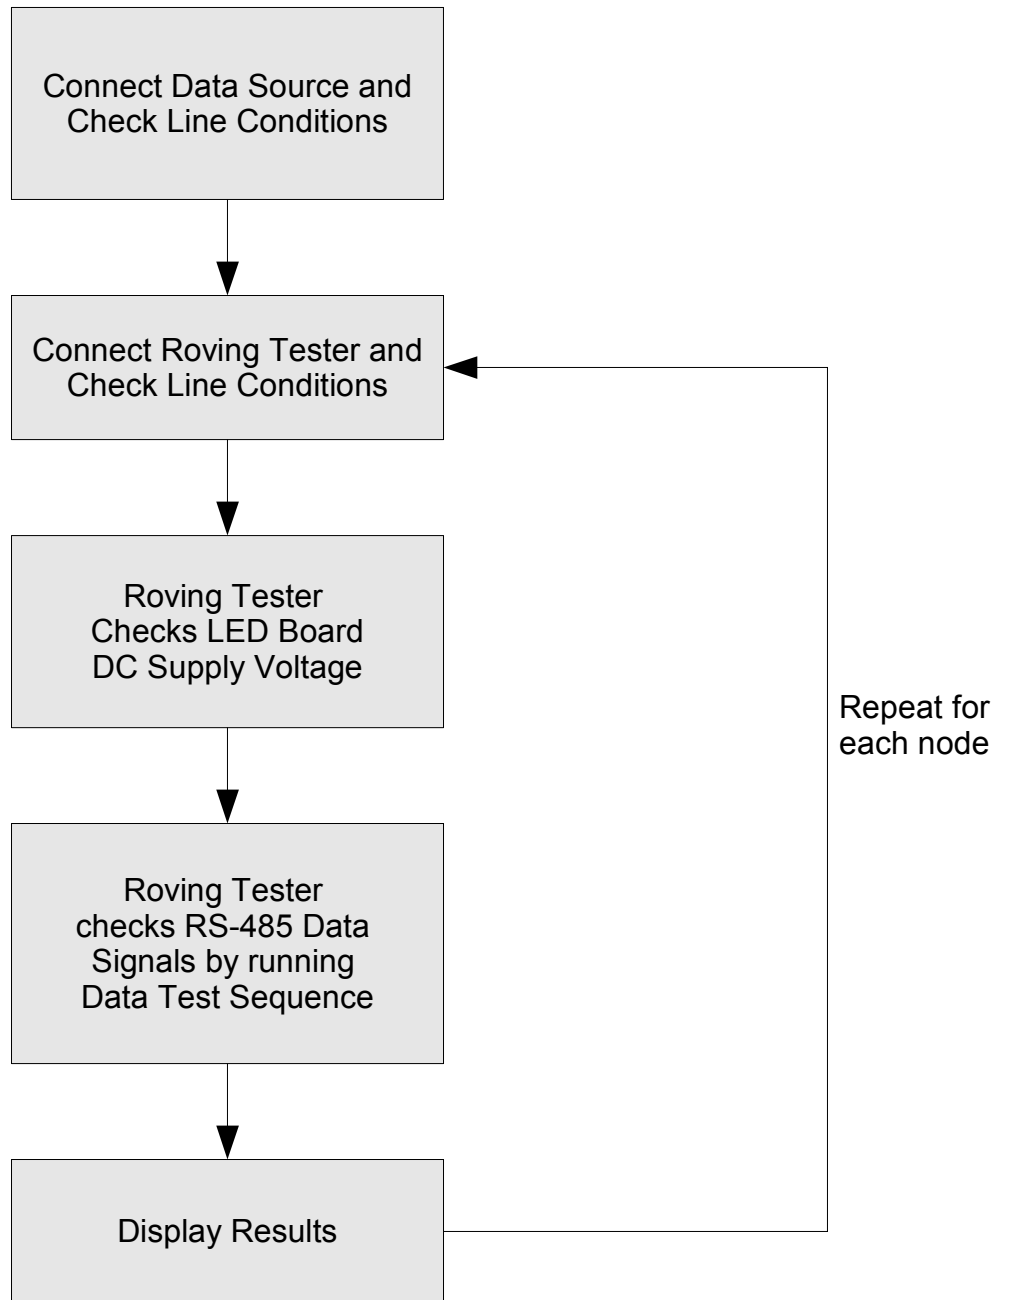 Connect Data Source and
Check Line Conditions
Connect Roving Tester and
Check Line Conditions
Roving Tester
Checks LED Board
DC Supply Voltage
Repeat for
each node
Roving Tester
checks RS-485 Data
Signals by running
Data Test Sequence
Display Results